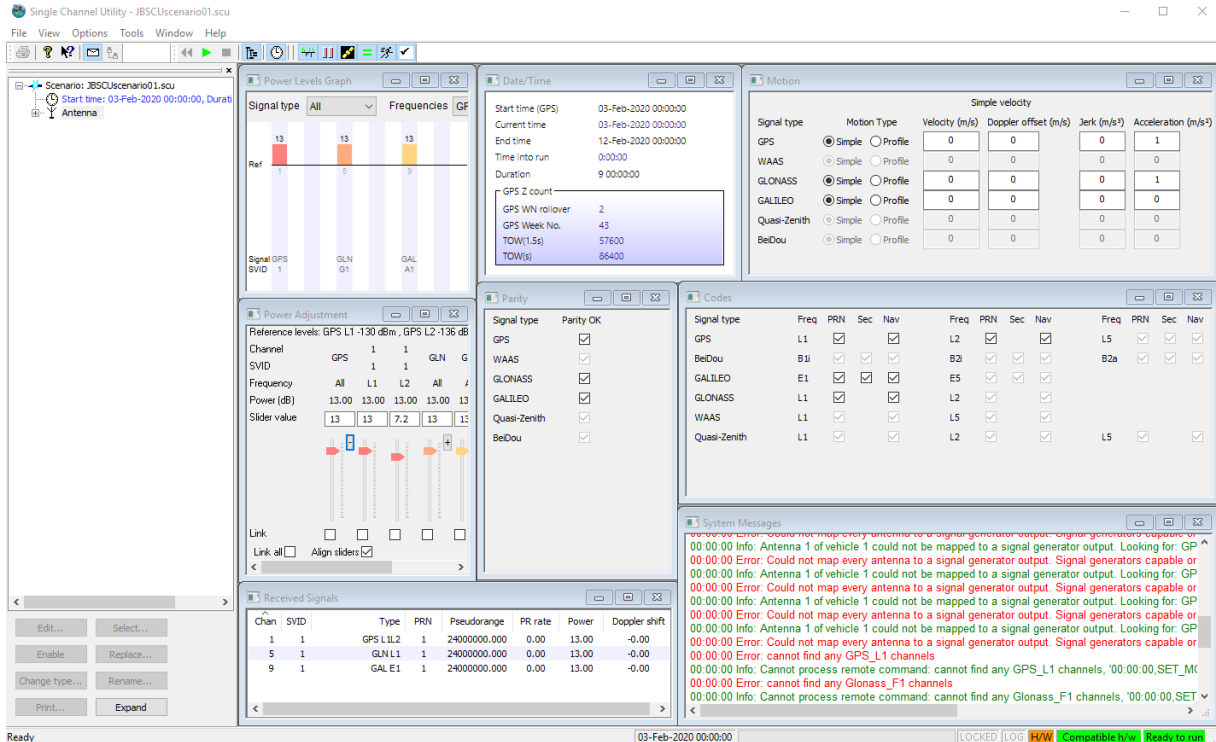 Single Channel Utility - JBSCUscenario01.scu
File View Options Tools Window Help
Scenario: JBSCUscenario01.scu
Start time: 03-Feb-2020 00:00:00, Durati
Antenna
Edit... Select...
Enable Replace...
Change type... Rename...
Print... Expand
Power Levels Graph
Signal type All Frequencies GF
13 13 13
Ref
1 5 9
Signal GPS GLN GAL
SVID 1 G1 A1
Power Adjustment
Reference levels: GPS L1 -130 dBm , GPS L2 -136 dB
Channel GPS 1 1 GLN G
SVID 1 1
Frequency All L1 L2 All
Power (dB) 13.00 13.00 13.00 13.00 13
Slider value 13 13 7.2 13 13
- +
Link
Link all Align sliders
Date/Time
Start time (GPS) 03-Feb-2020 00:00:00
Current time 03-Feb-2020 00:00:00
End time 12-Feb-2020 00:00:00
Time into run 0:00:00
Duration 9 00:00:00
GPS Z count
GPS WN rollover 2
GPS Week No. 43
TOW(1.5s) 57600
TOW(s) 86400
Motion
Simple velocity
Signal type Motion Type Velocity (m/s) Doppler offset (m/s) Jerk (m/s³) Acceleration (m/s²)
GPS Simple Profile 0 0 0 1
WAAS Simple Profile 0 0 0 0
GLONASS Simple Profile 0 0 0 1
GALILEO Simple Profile 0 0 0 0
Quasi-Zenith Simple Profile 0 0 0 0
BeiDou Simple Profile 0 0 0 0
Parity
Signal type Parity OK
GPS
WAAS
GLONASS
GALILEO
Quasi-Zenith
BeiDou
Codes
Signal type Freq PRN Sec Nav Freq PRN Sec Nav Freq PRN Sec Nav
GPS L1 L2 L5
BeiDou B1i B2i B2a
GALILEO E1 E5
GLONASS L1 L2
WAAS L1 L5
Quasi-Zenith L1 L2 L5
Received Signals
Chan SVID Type PRN Pseudorange PR rate Power Doppler shift
1 1 GPS L1L2 1 24000000.000 0.00 13.00 -0.00
5 1 GLN L1 1 24000000.000 0.00 13.00 -0.00
9 1 GAL E1 1 24000000.000 0.00 13.00 -0.00
System Messages
00:00:00 Error: Could not map every antenna to a signal generator output. Signal generators capable or
00:00:00 Info: Antenna 1 of vehicle 1 could not be mapped to a signal generator output. Looking for: GP
00:00:00 Error: Could not map every antenna to a signal generator output. Signal generators capable or
00:00:00 Info: Antenna 1 of vehicle 1 could not be mapped to a signal generator output. Looking for: GP
00:00:00 Error: Could not map every antenna to a signal generator output. Signal generators capable or
00:00:00 Info: Antenna 1 of vehicle 1 could not be mapped to a signal generator output. Looking for: GP
00:00:00 Error: Could not map every antenna to a signal generator output. Signal generators capable or
00:00:00 Info: Antenna 1 of vehicle 1 could not be mapped to a signal generator output. Looking for: GP
00:00:00 Error: Could not map every antenna to a signal generator output. Signal generators capable or
00:00:00 Error: cannot find any GPS_L1 channels
00:00:00 Info: Cannot process remote command: cannot find any GPS_L1 channels, '00:00:00,SET_MO
00:00:00 Error: cannot find any Glonass_F1 channels
00:00:00 Info: Cannot process remote command: cannot find any Glonass_F1 channels, '00:00:00,SET_
Ready 03-Feb-2020 00:00:00 LOCKED LOG H/W Compatible h/w Ready to run